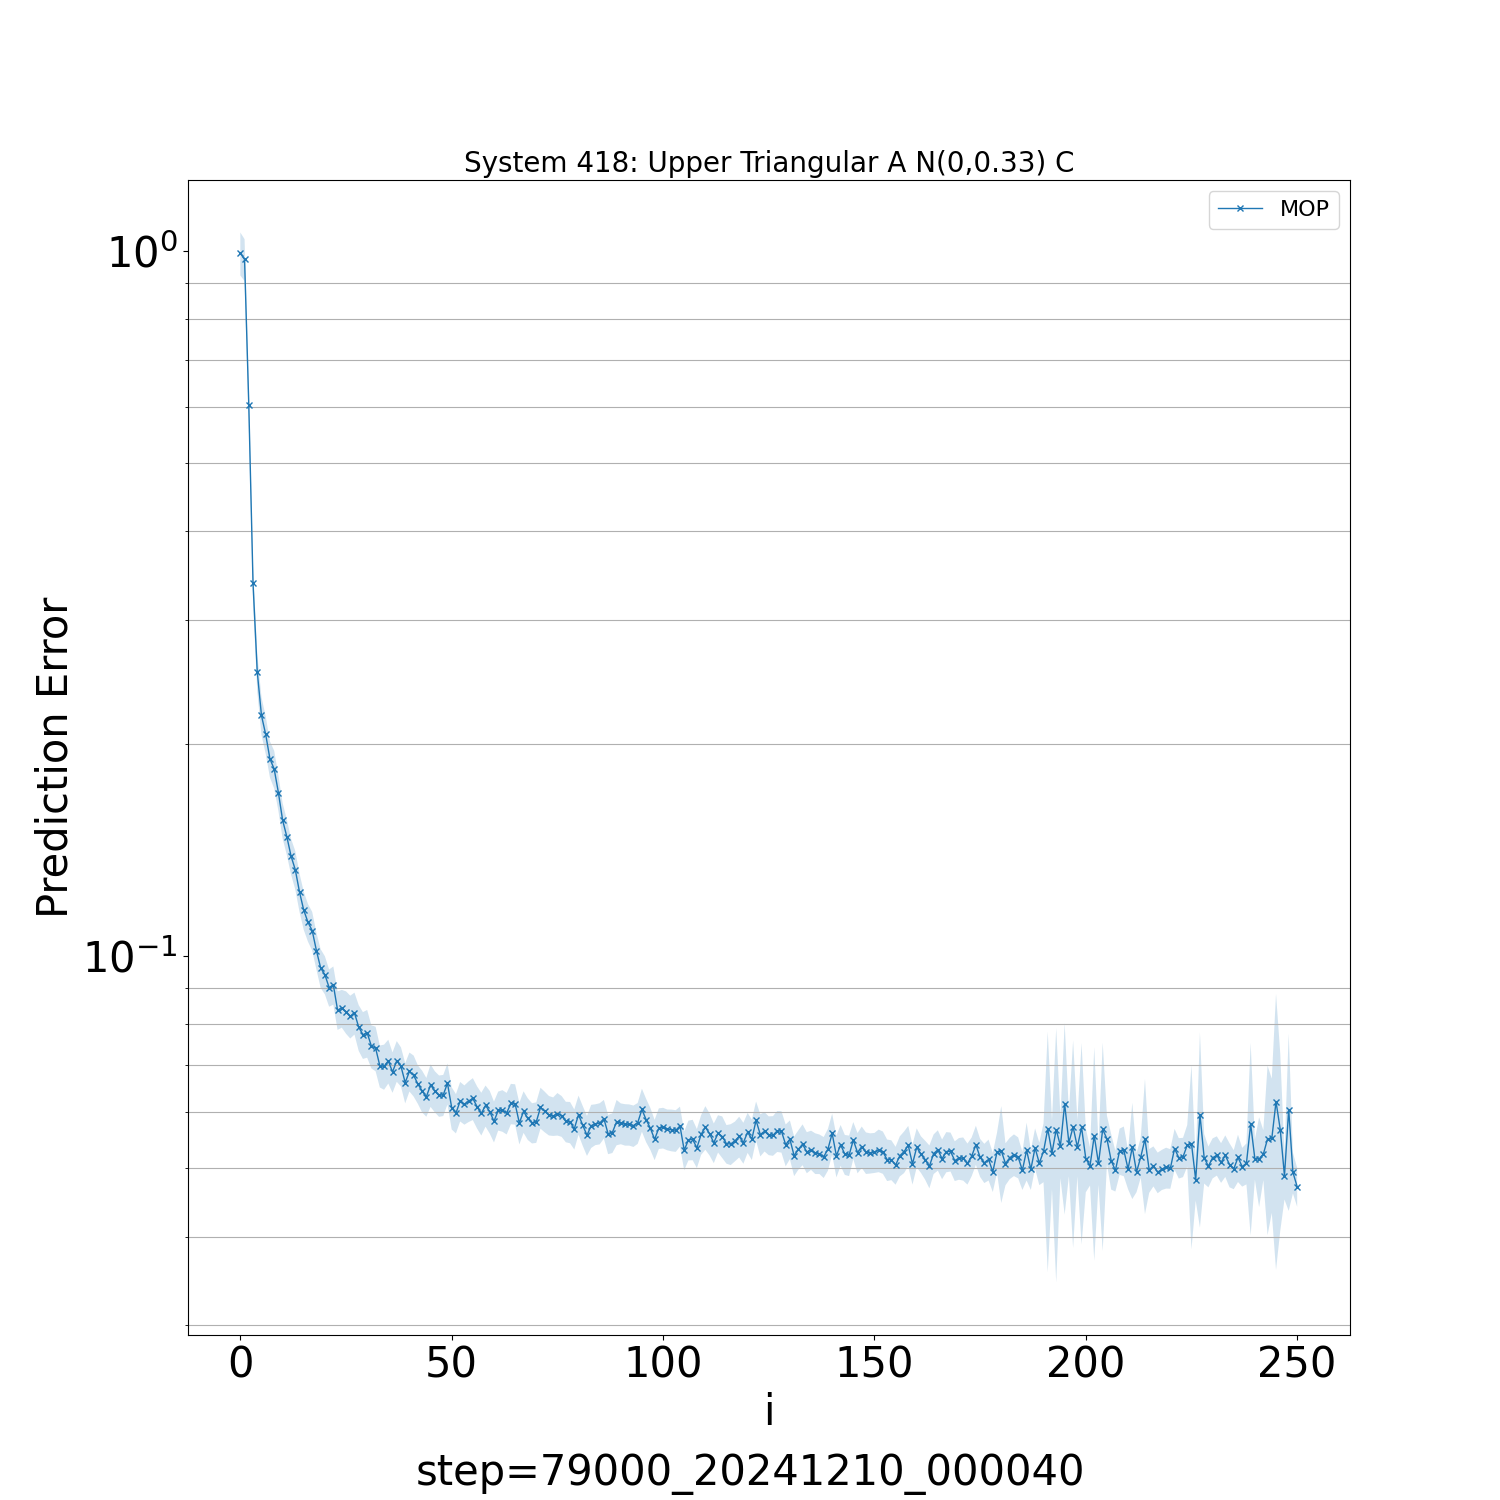 System 418: Upper Triangular A N(0,0.33) C
MOP
10⁰
10⁻¹
Prediction Error
0 50 100 150 200 250
i
step=79000_20241210_000040